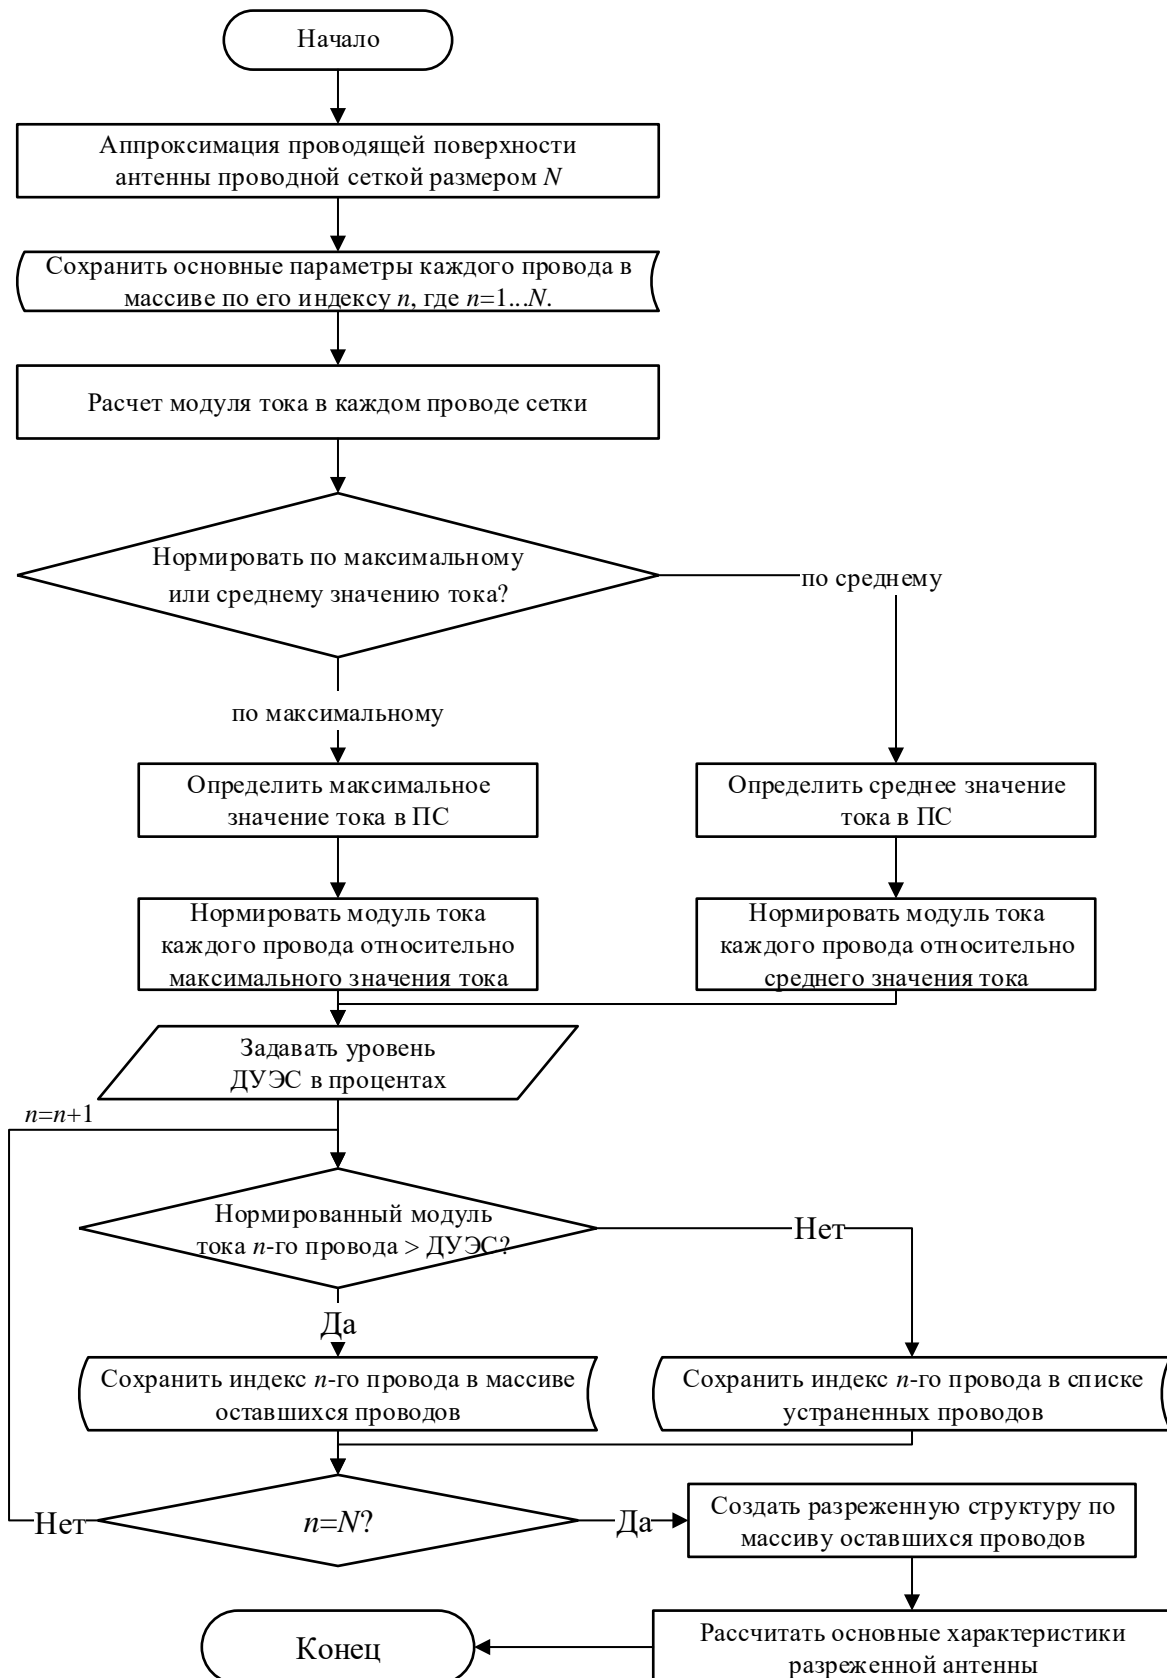 Начало
Аппроксимация проводящей поверхности
антенны проводной сеткой размером N
Сохранить основные параметры каждого провода в
массиве по его индексу n, где n=1...N.
Расчет модуля тока в каждом проводе сетки
Нормировать по максимальному
или среднему значению тока?
по среднему
по максимальному
Определить максимальное
значение тока в ПС
Определить среднее значение
тока в ПС
Нормировать модуль тока
каждого провода относительно
максимального значения тока
Нормировать модуль тока
каждого провода относительно
среднего значения тока
Задавать уровень
ДУЭС в процентах
n=n+1
Нормированный модуль
тока n-го провода > ДУЭС?
Нет
Да
Сохранить индекс n-го провода в массиве
оставшихся проводов
Сохранить индекс n-го провода в списке
устраненных проводов
Нет
n=N?
Да
Создать разреженную структуру по
массиву оставшихся проводов
Рассчитать основные характеристики
разреженной антенны
Конец